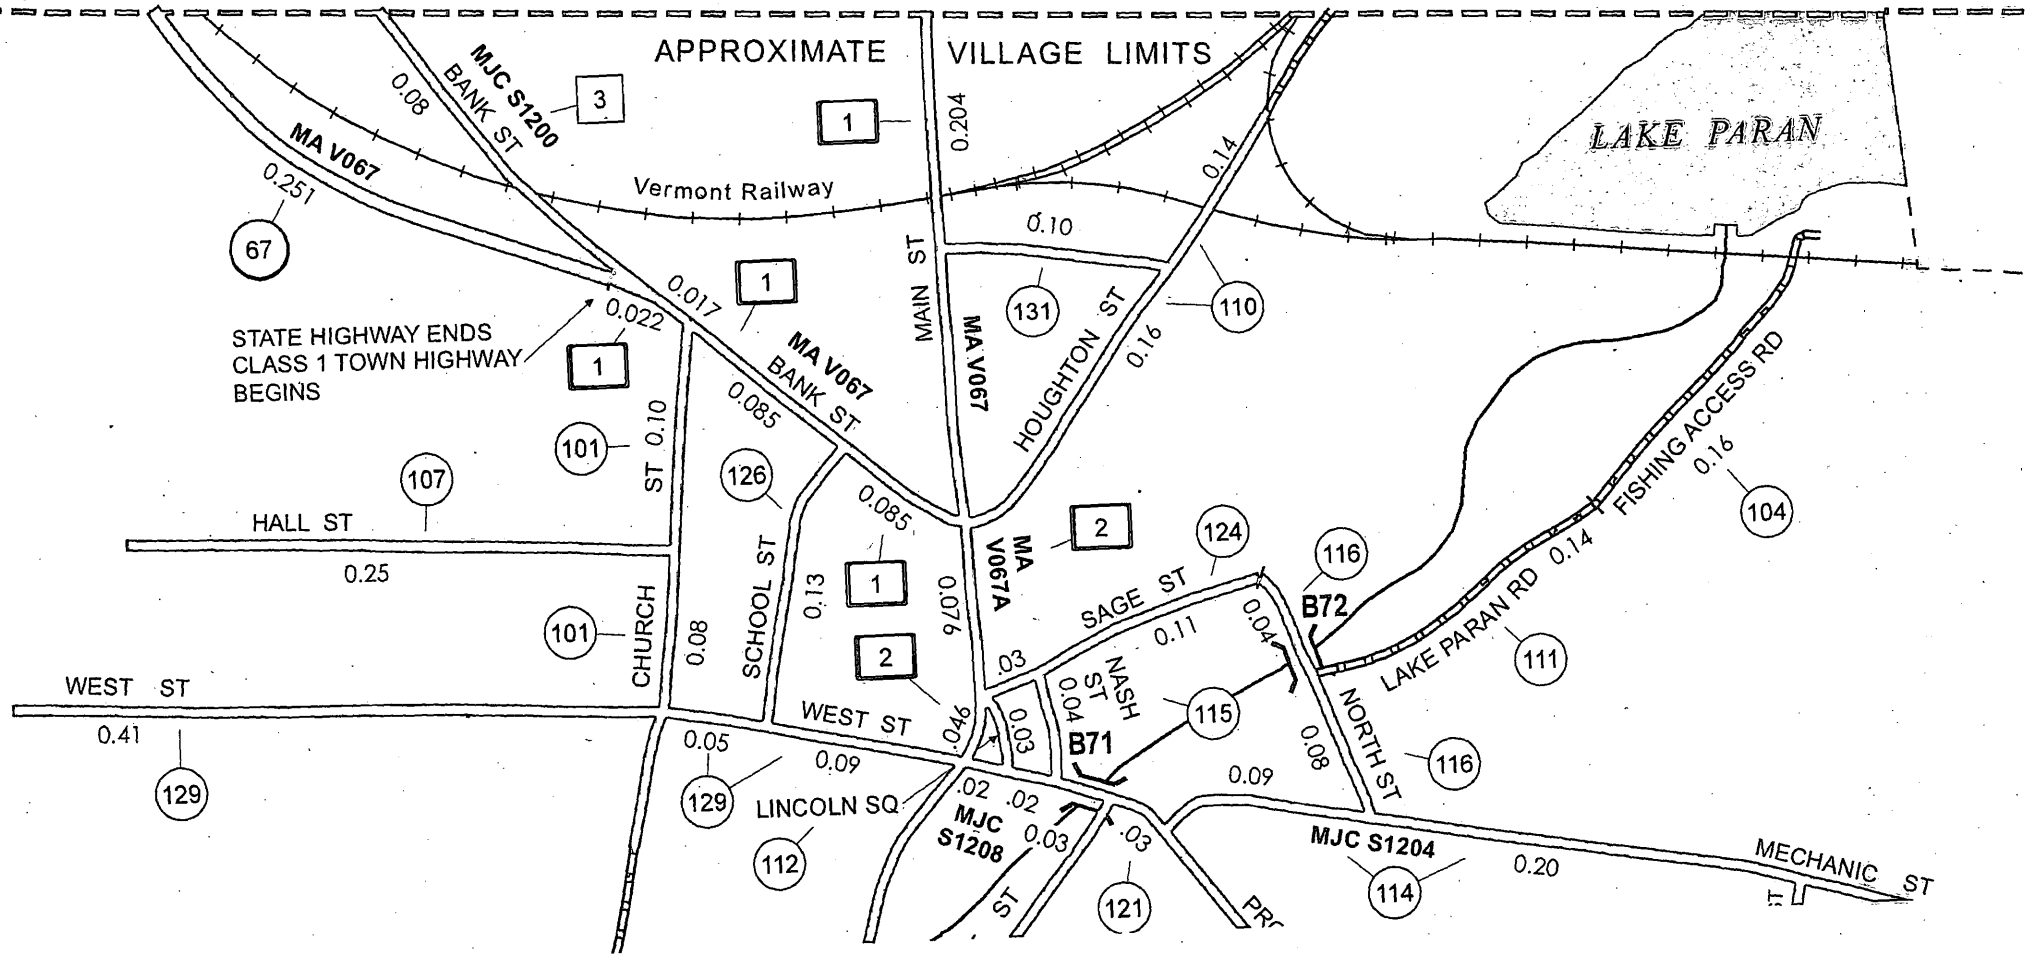 APPROXIMATE VILLAGE LIMITS
MJC S1200
BANK ST
0.08
3
1
0.204
LAKE PARAN
MA V067
0.251
67
Vermont Railway
0.14
0.10
131
110
MAIN ST
MA V067
HOUGHTON ST
0.16
0.017
1
0.022
1
STATE HIGHWAY ENDS
CLASS 1 TOWN HIGHWAY
BEGINS
MA V067
BANK ST
0.085
ST 0.10
101
107
HALL ST
0.25
126
0.085
1
2
MA
V067A
0.076
2
124
SAGE ST
0.11
116
B72
0.04
FISHING ACCESS RD
0.16
104
0.14
LAKE PARAN RD
111
101
CHURCH
0.08
SCHOOL ST
0.13
.03
NASH
ST
0.04
B71
115
NORTH ST
0.08
116
WEST ST
0.41
129
WEST ST
0.05
129
0.09
.046
0.03
LINCOLN SQ
112
.02 .02
MJC
S1208
0.03
ST
.03
121
0.09
MJC S1204
114
0.20
MECHANIC ST
ST